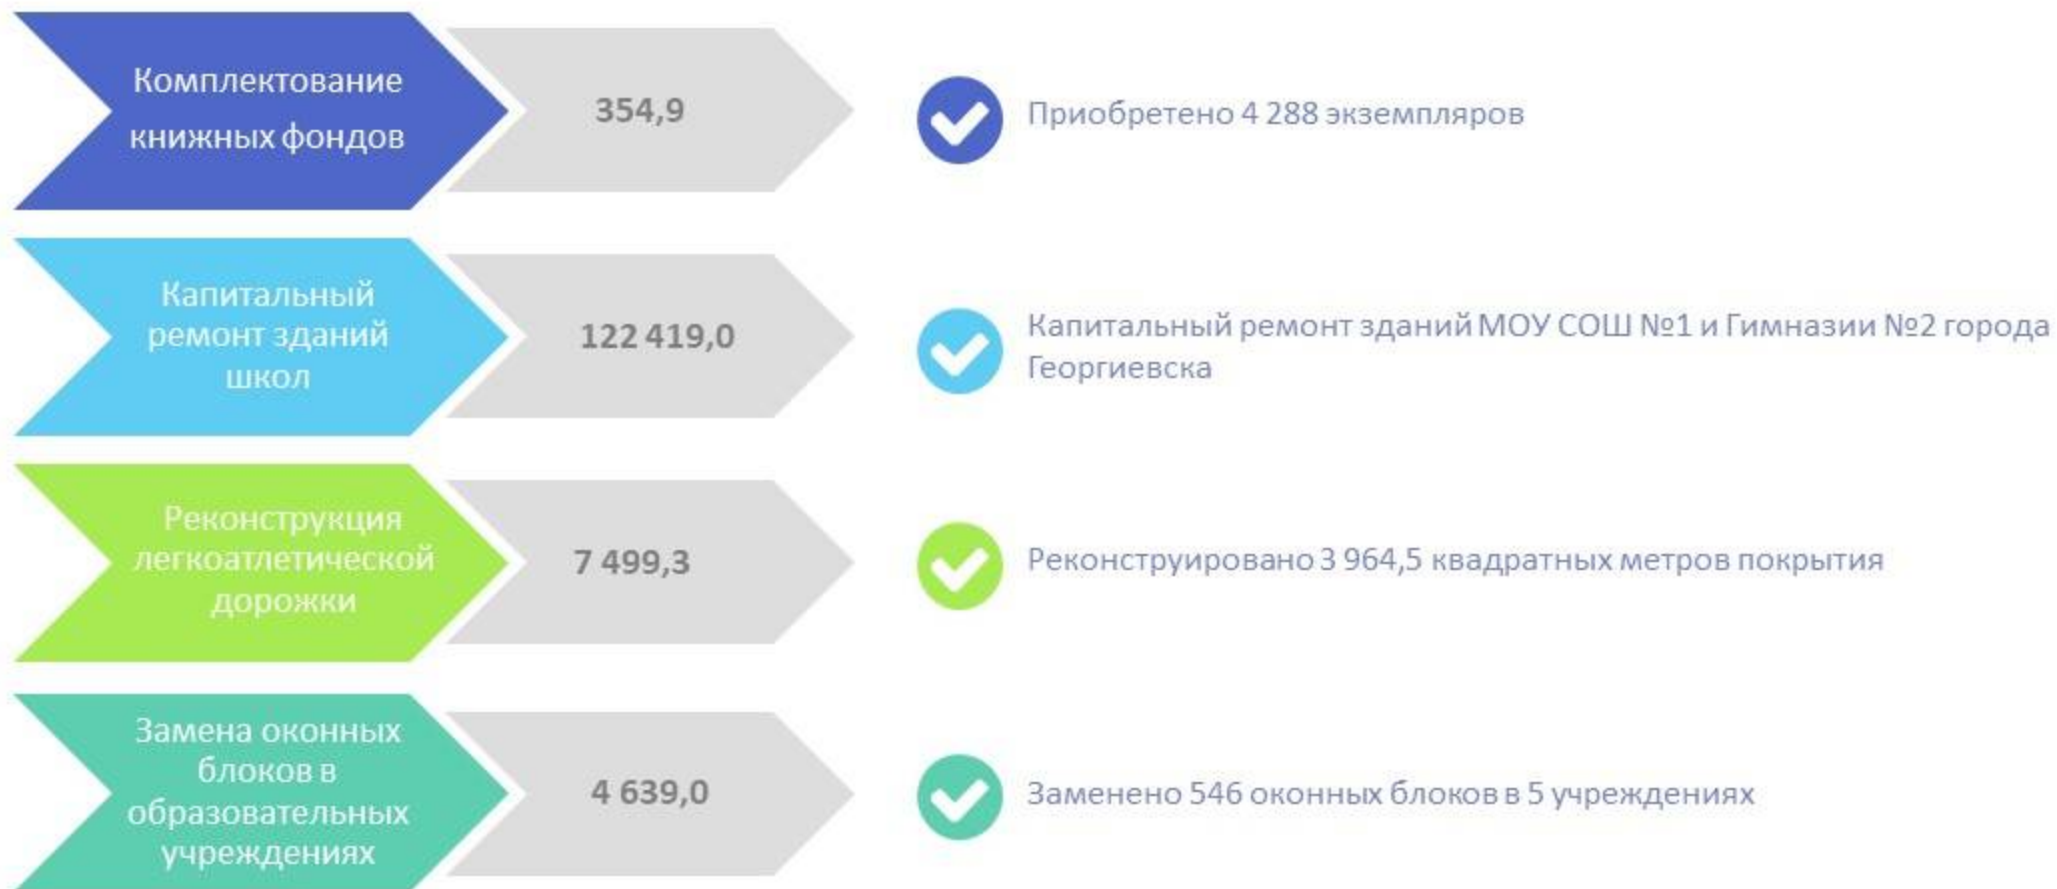 Комплектование
книжных фондов
354,9
Приобретено 4 288 экземпляров
Капитальный
ремонт зданий
школ
122 419,0
Капитальный ремонт зданий МОУ СОШ №1 и Гимназии №2 города
Георгиевска
Реконструкция
легкоатлетической
дорожки
7 499,3
Реконструировано 3 964,5 квадратных метров покрытия
Замена оконных
блоков в
образовательных
учреждениях
4 639,0
Заменено 546 оконных блоков в 5 учреждениях